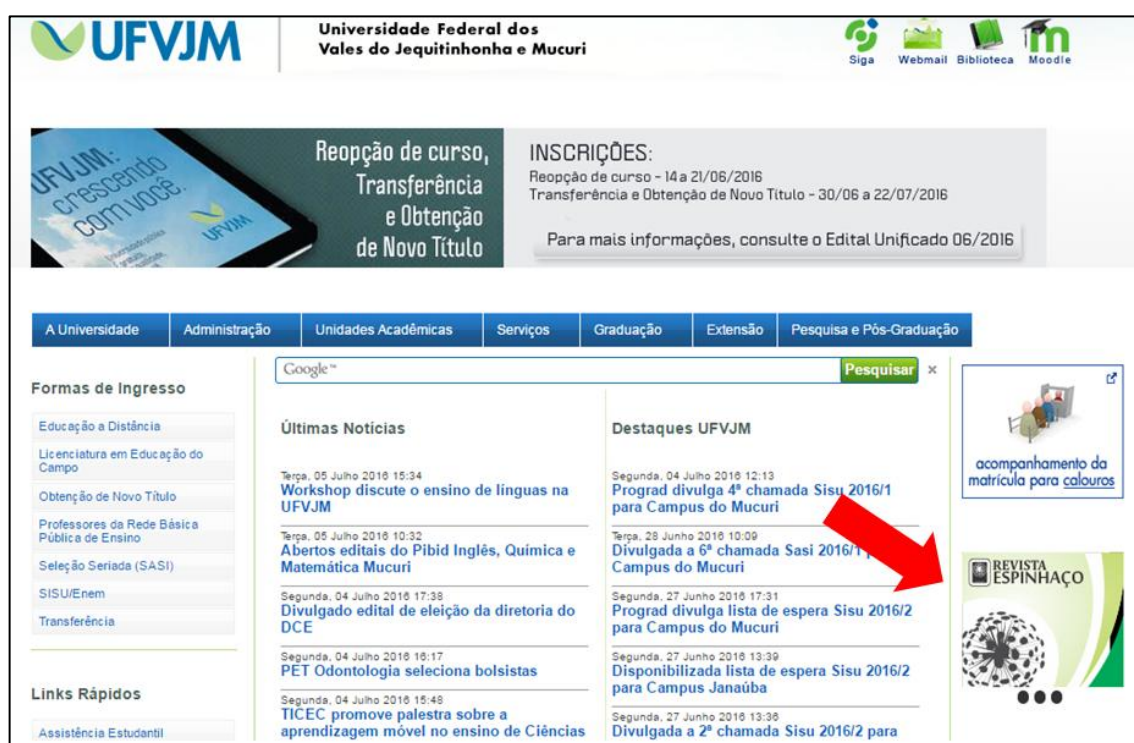 UFVJM
Universidade Federal dos
Vales do Jequitinhonha e Mucuri
Siga
Webmail
Biblioteca
Moodle
UFVJM:
crescendo
com você.
UFVJM
Reopção de curso,
Transferência
e Obtenção
de Novo Título
INSCRIÇÕES:
Reopção de curso - 14 a 21/06/2016
Transferência e Obtenção de Novo Título - 30/06 a 22/07/2016
Para mais informações, consulte o Edital Unificado 06/2016
A Universidade
Administração
Unidades Acadêmicas
Serviços
Graduação
Extensão
Pesquisa e Pós-Graduação
Google™
Pesquisar
×
Formas de Ingresso
Educação a Distância
Licenciatura em Educação do
Campo
Obtenção de Novo Título
Professores da Rede Básica
Pública de Ensino
Seleção Seriada (SASI)
SISU/Enem
Transferência
Links Rápidos
Assistência Estudantil
Últimas Notícias
Terça, 05 Julho 2016 15:34
Workshop discute o ensino de línguas na
UFVJM
Terça, 05 Julho 2016 10:32
Abertos editais do Pibid Inglês, Química e
Matemática Mucuri
Segunda, 04 Julho 2016 17:38
Divulgado edital de eleição da diretoria do
DCE
Segunda, 04 Julho 2016 16:17
PET Odontologia seleciona bolsistas
Segunda, 04 Julho 2016 15:48
TICEC promove palestra sobre a
aprendizagem móvel no ensino de Ciências
Destaques UFVJM
Segunda, 04 Julho 2016 12:13
Prograd divulga 4ª chamada Sisu 2016/1
para Campus do Mucuri
Terça, 28 Junho 2016 10:09
Divulgada a 6ª chamada Sasi 2016/1
Campus do Mucuri
Segunda, 27 Junho 2016 17:31
Prograd divulga lista de espera Sisu 2016/2
para Campus do Mucuri
Segunda, 27 Junho 2016 13:39
Disponibilizada lista de espera Sisu 2016/2
para Campus Janaúba
Segunda, 27 Junho 2016 13:36
Divulgada a 2ª chamada Sisu 2016/2 para
acompanhamento da
matrícula para calouros
REVISTA
ESPINHAÇO